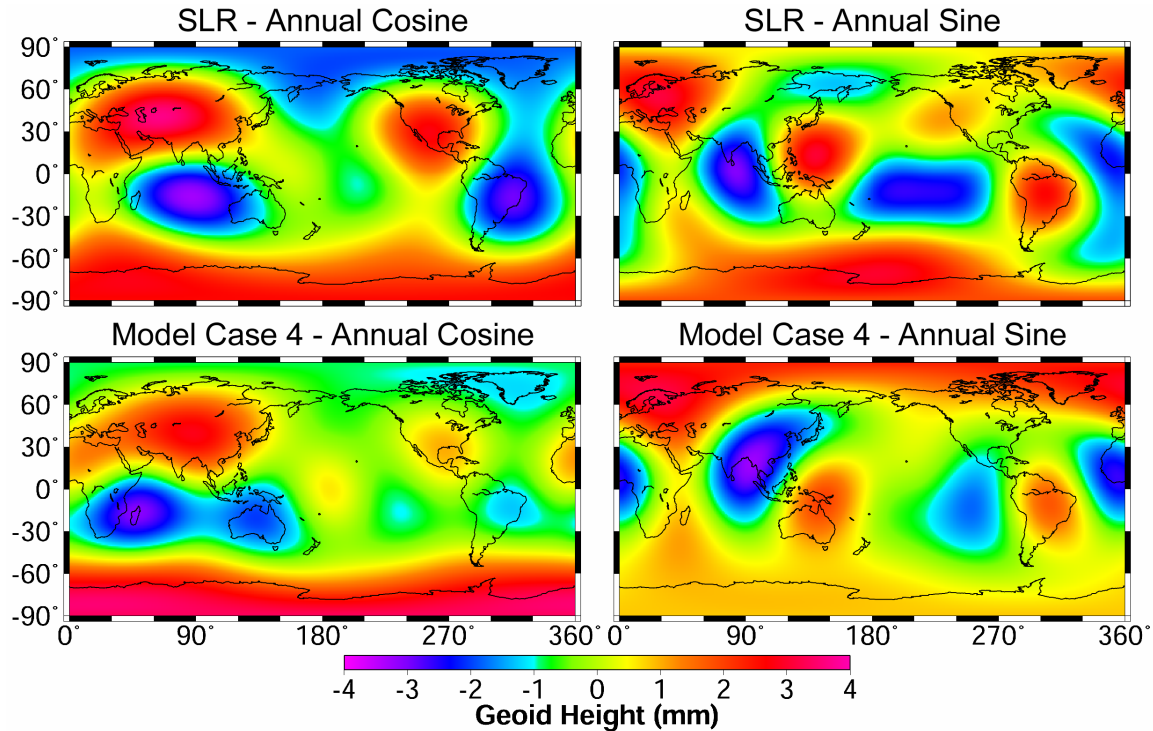 SLR - Annual Cosine SLR - Annual Sine
90°
60°
30°
0°
-30°
-60°
-90°
Model Case 4 - Annual Cosine Model Case 4 - Annual Sine
90°
60°
30°
0°
-30°
-60°
-90°
0° 90° 180° 270° 360° 0° 90° 180° 270° 360°
-4 -3 -2 -1 0 1 2 3 4
Geoid Height (mm)